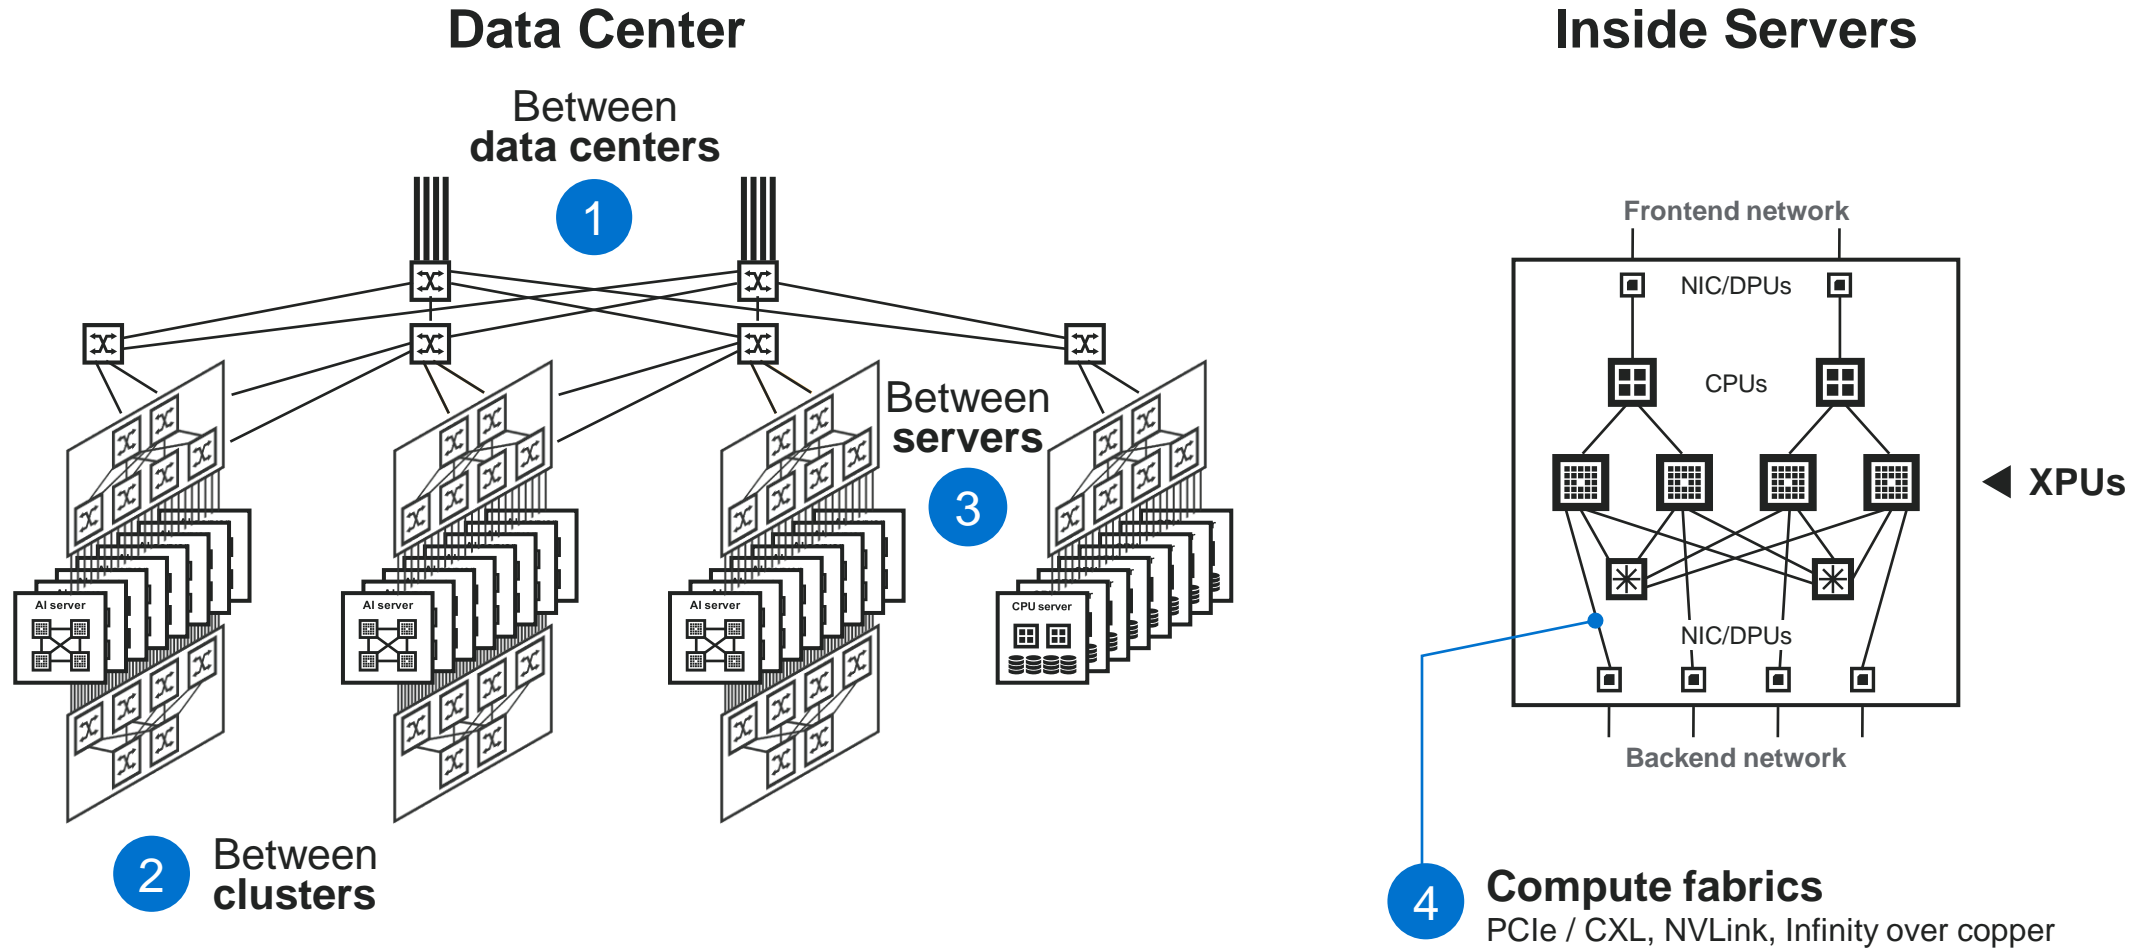 Data Center
Between
data centers
1
Between
servers
3
AI server
AI server
AI server
CPU server
2
Between
clusters
Inside Servers
Frontend network
NIC/DPUs
CPUs
XPUs
NIC/DPUs
Backend network
4
Compute fabrics
PCIe / CXL, NVLink, Infinity over copper